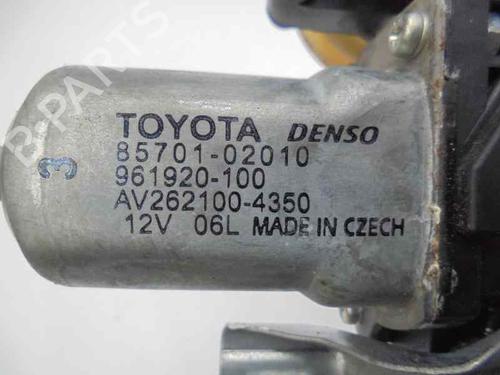 B-PARTS
TOYOTA DENSO
85701-02010
961920-100
AV262100-4350
12V 06L MADE IN CZECH
3